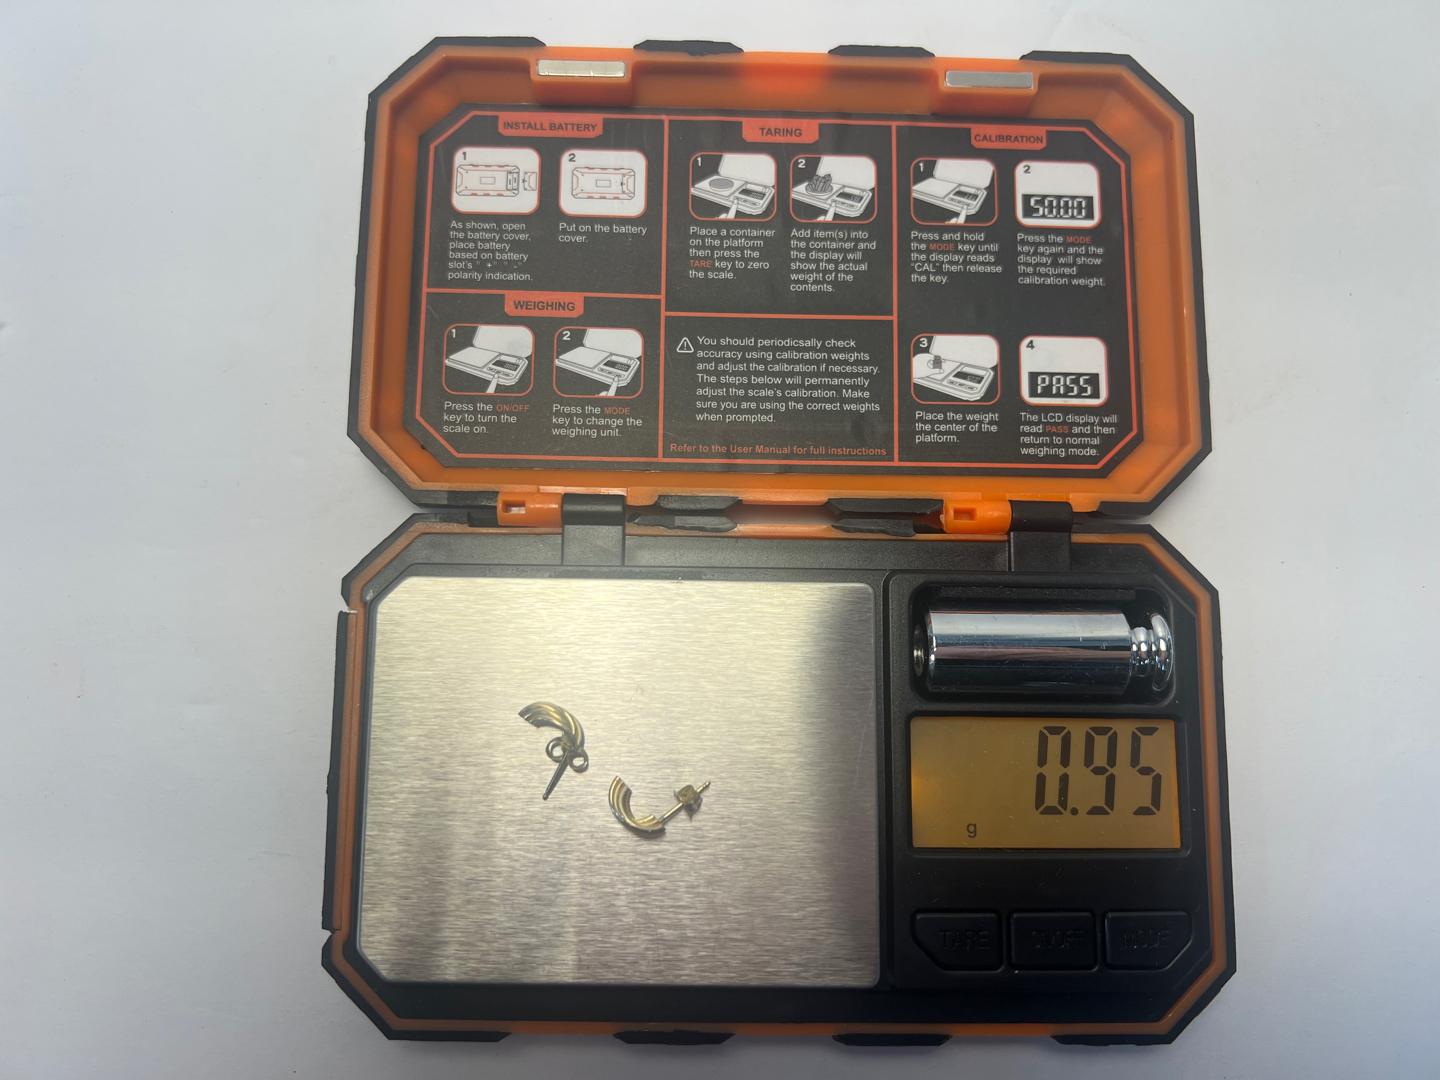 INSTALL BATTERY
1
2
As shown, open
the battery cover,
place battery
based on battery
slot's "+" "-"
polarity indication.
Put on the battery
cover.
WEIGHING
1
2
Press the ON/OFF
key to turn the
scale on.
Press the MODE
key to change the
weighing unit.
TARING
1
2
Place a container
on the platform
then press the
TARE key to zero
the scale.
Add item(s) into
the container and
the display will
show the actual
weight of the
contents.
You should periodicsally check
accuracy using calibration weights
and adjust the calibration if necessary.
The steps below will permanently
adjust the scale's calibration. Make
sure you are using the correct weights
when prompted.
Refer to the User Manual for full instructions
CALIBRATION
1
2
50.00
Press and hold
the MODE key until
the display reads
"CAL" then release
the key.
Press the MODE
key again and the
display will show
the required
calibration weight.
3
4
PASS
Place the weight
the center of the
platform.
The LCD display will
read PASS and then
return to normal
weighing mode.
0.95
g
TARE
ON/OFF
MODE